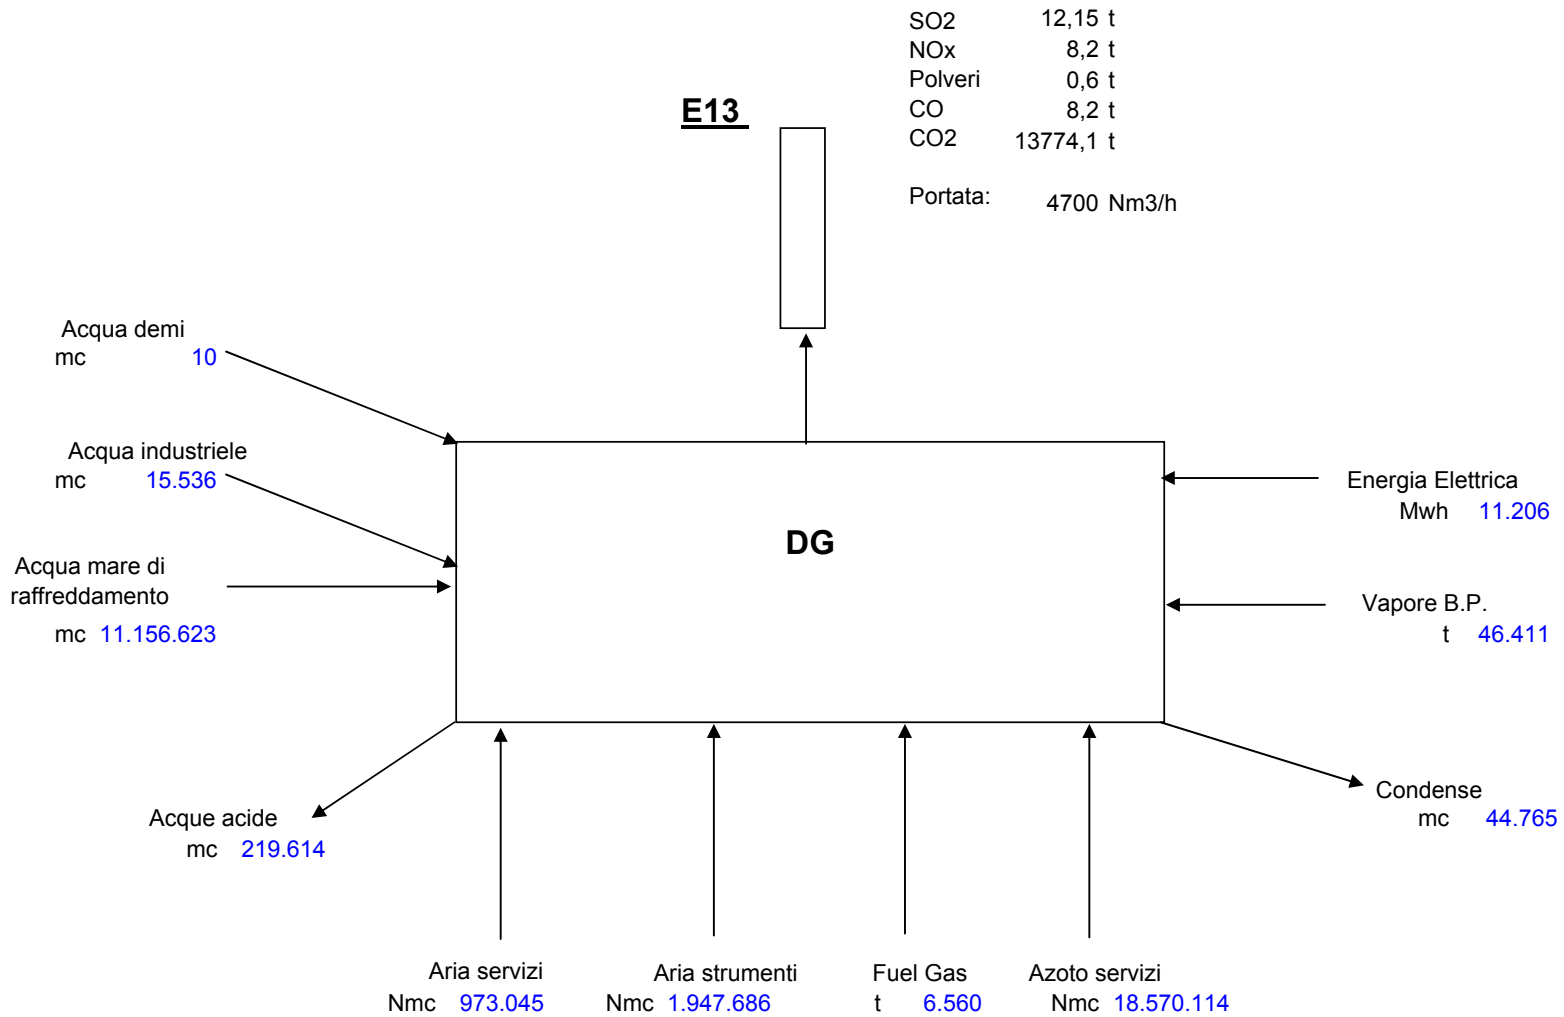 SO2 12,15 t
NOx 8,2 t
Polveri 0,6 t
CO 8,2 t
CO2 13774,1 t
Portata: 4700 Nm3/h
E13
Acqua demi
mc 10
Acqua industriele
mc 15.536
Acqua mare di
raffreddamento
mc 11.156.623
DG
Energia Elettrica
Mwh 11.206
Vapore B.P.
t 46.411
Acque acide
mc 219.614
Condense
mc 44.765
Aria servizi
Nmc 973.045
Aria strumenti
Nmc 1.947.686
Fuel Gas
t 6.560
Azoto servizi
Nmc 18.570.114